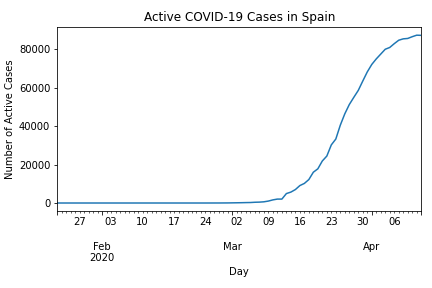 Active COVID-19 Cases in Spain
Number of Active Cases
80000
60000
40000
20000
0
27 03 10 17 24 02 09 16 23 30 06
Feb Mar Apr
2020
Day